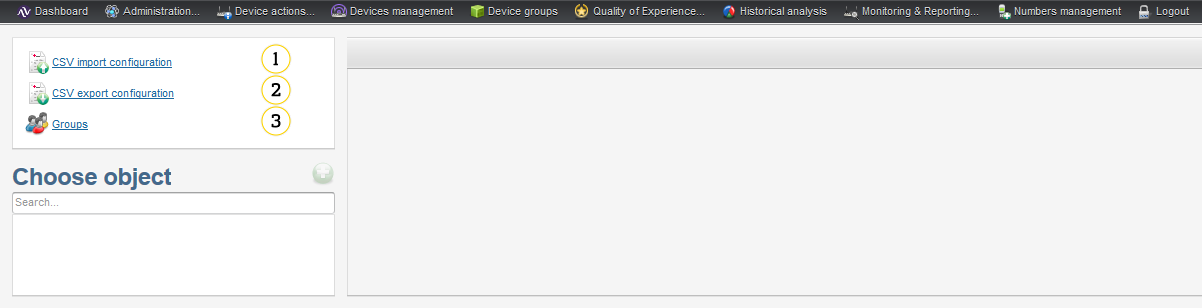 Dashboard Administration... Device actions... Devices management Device groups Quality of Experience... Historical analysis Monitoring & Reporting... Numbers management Logout
CSV import configuration 1
CSV export configuration 2
Groups 3
Choose object
Search...